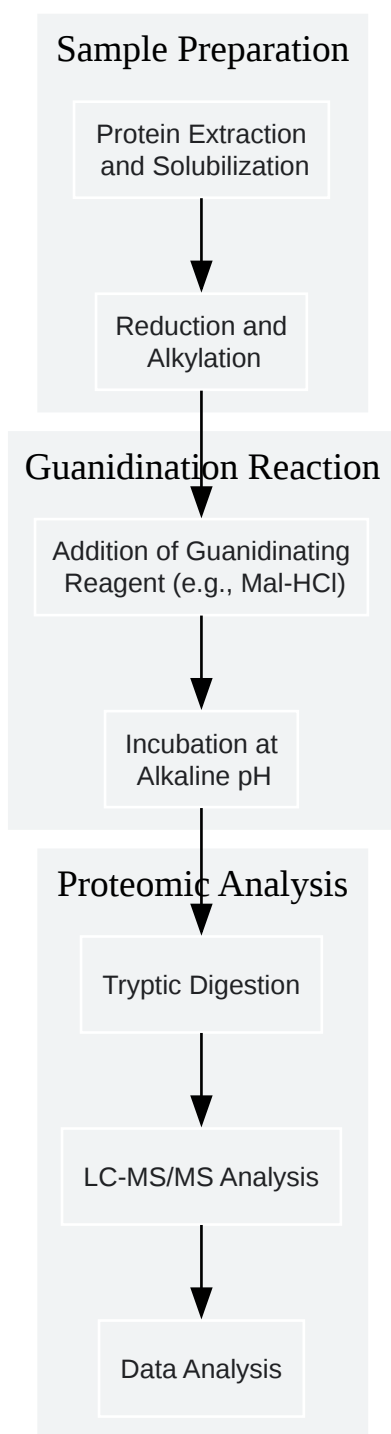 Sample Preparation
Protein Extraction
and Solubilization
Reduction and
Alkylation
Guanidination Reaction
Addition of Guanidinating
Reagent (e.g., Mal-HCl)
Incubation at
Alkaline pH
Proteomic Analysis
Tryptic Digestion
LC-MS/MS Analysis
Data Analysis